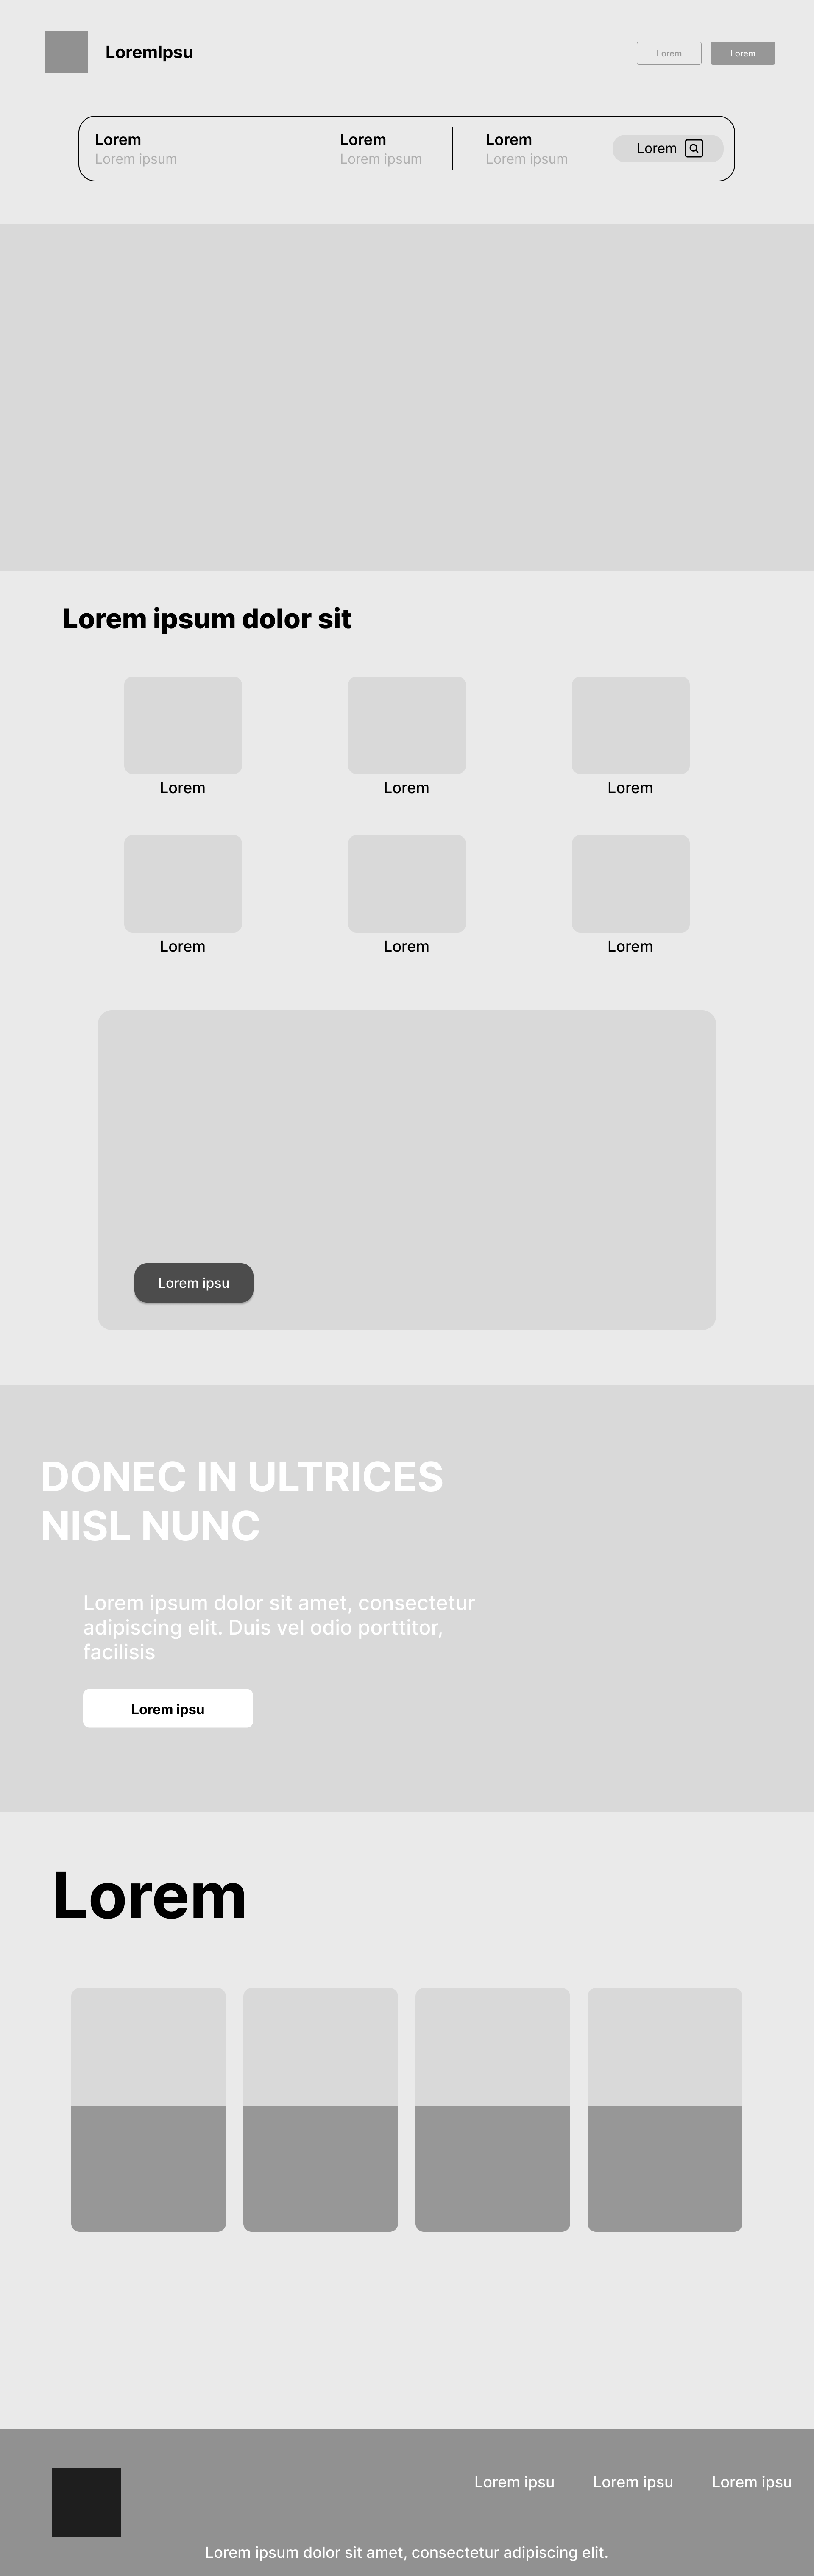 LoremIpsu
Lorem
Lorem
Lorem
Lorem ipsum
Lorem
Lorem ipsum
Lorem
Lorem ipsum
Lorem
Lorem ipsum dolor sit
Lorem
Lorem
Lorem
Lorem
Lorem
Lorem
Lorem ipsu
DONEC IN ULTRICES
NISL NUNC
Lorem ipsum dolor sit amet, consectetur
adipiscing elit. Duis vel odio porttitor,
facilisis
Lorem ipsu
Lorem
Lorem ipsu
Lorem ipsu
Lorem ipsu
Lorem ipsum dolor sit amet, consectetur adipiscing elit.